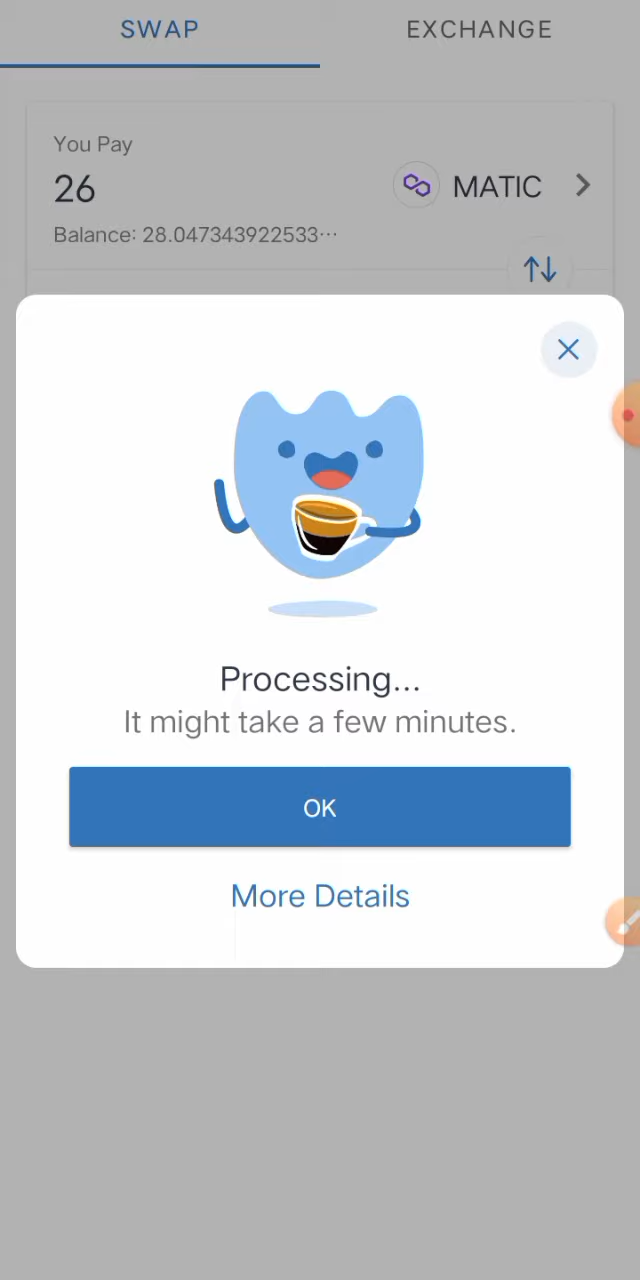 SWAP
EXCHANGE
You Pay
26
MATIC
Balance: 28.047343922533···
Processing...
It might take a few minutes.
OK
More Details